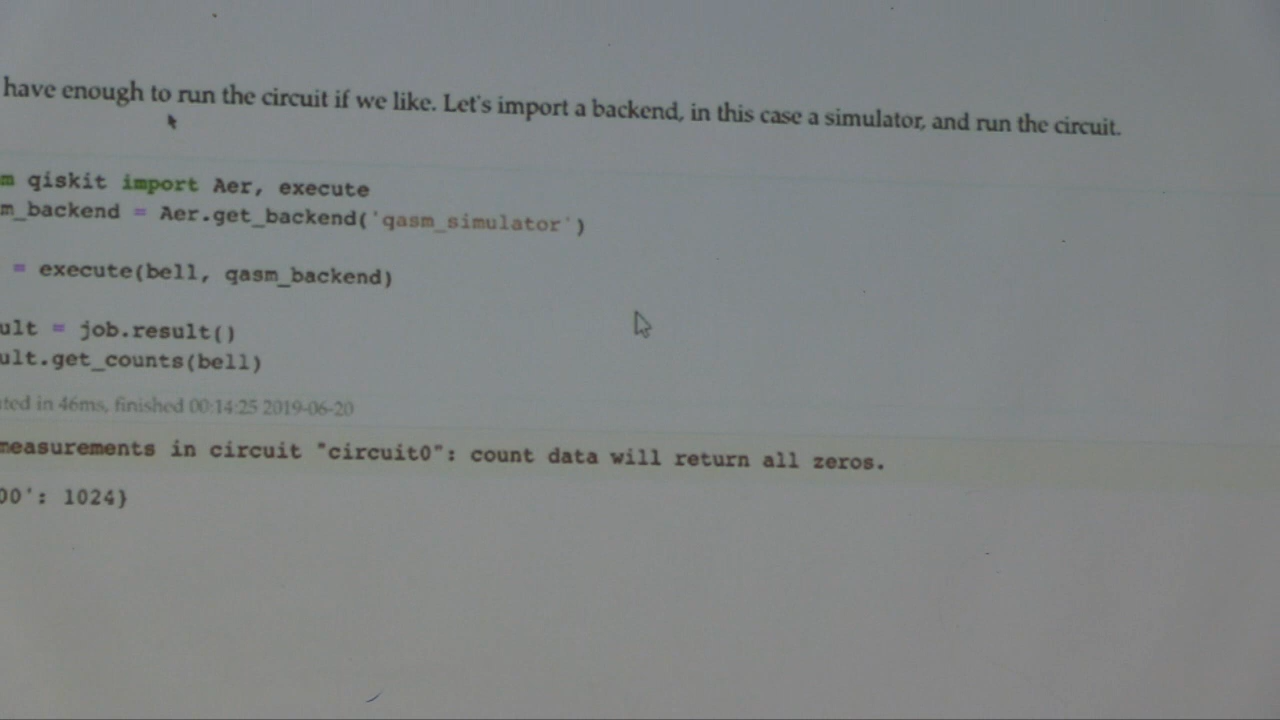 have enough to run the circuit if we like. Let's import a backend, in this case a simulator, and run the circuit.
m qiskit import Aer, execute
m_backend = Aer.get_backend('qasm_simulator')
= execute(bell, qasm_backend)
ult = job.result()
ult.get_counts(bell)
ted in 46ms, finished 00:14:25 2019-06-20
measurements in circuit "circuit0": count data will return all zeros.
00': 1024}